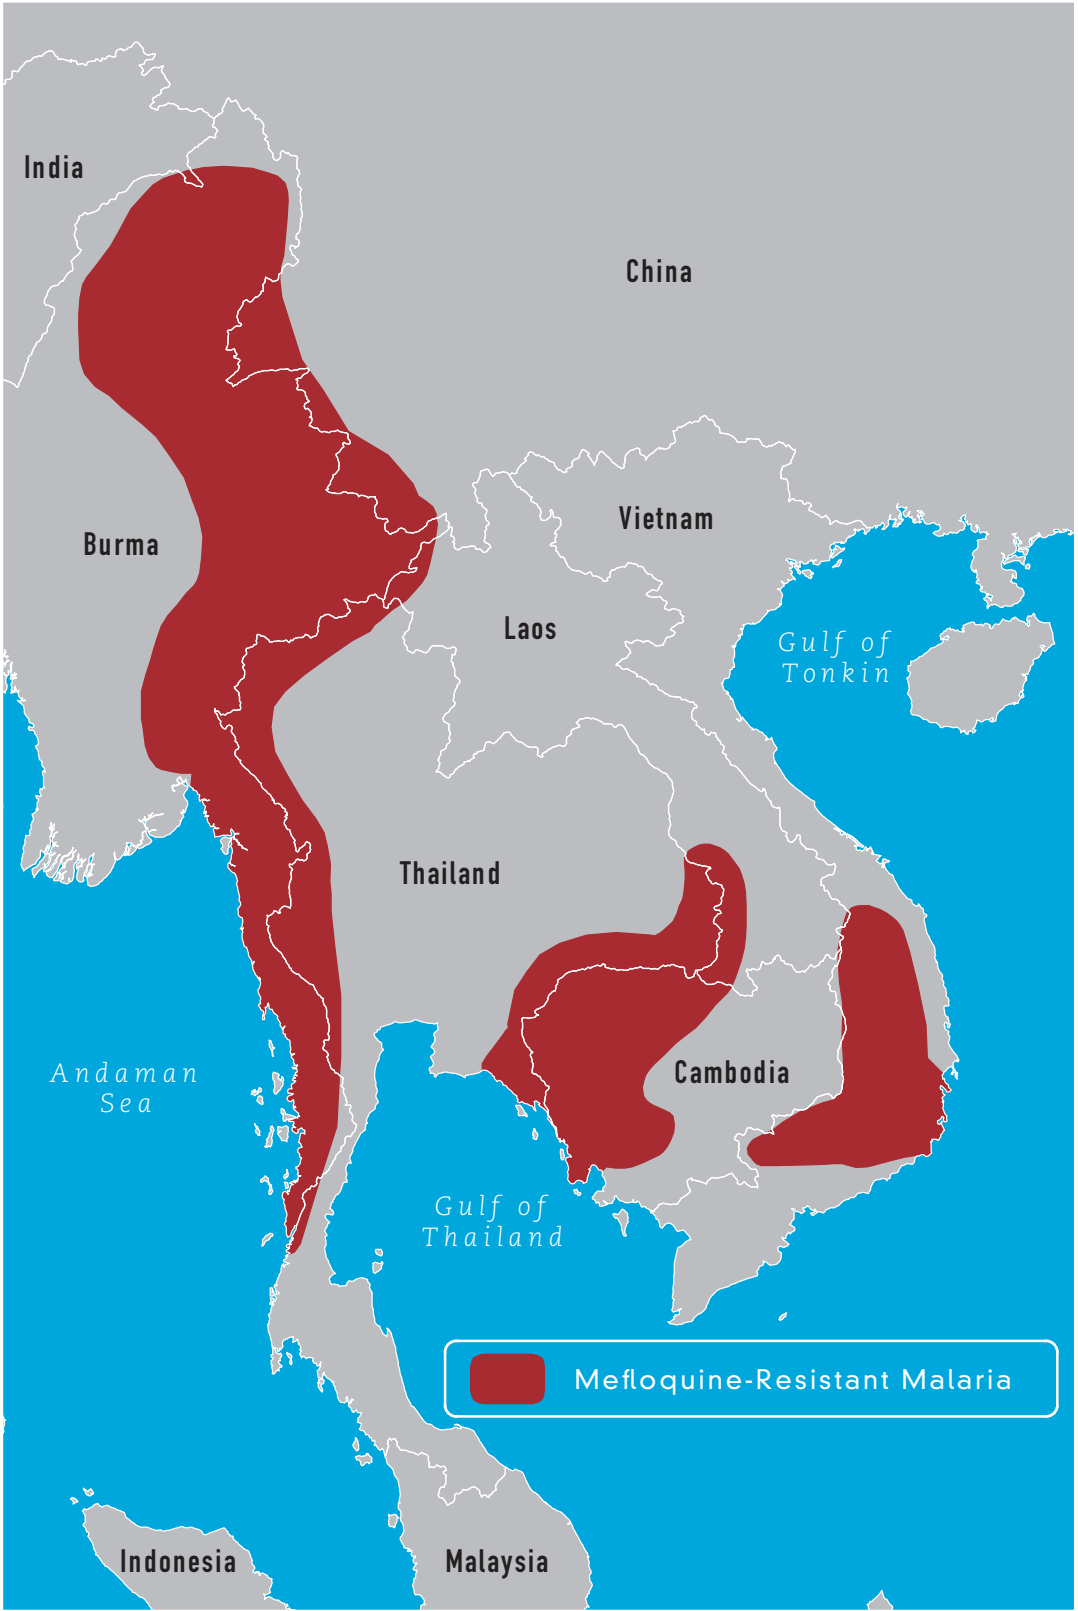 India
China
Vietnam
Burma
Laos
Gulf of
Tonkin
Thailand
Cambodia
Andaman
Sea
Gulf of
Thailand
Mefloquine-Resistant Malaria
Indonesia
Malaysia